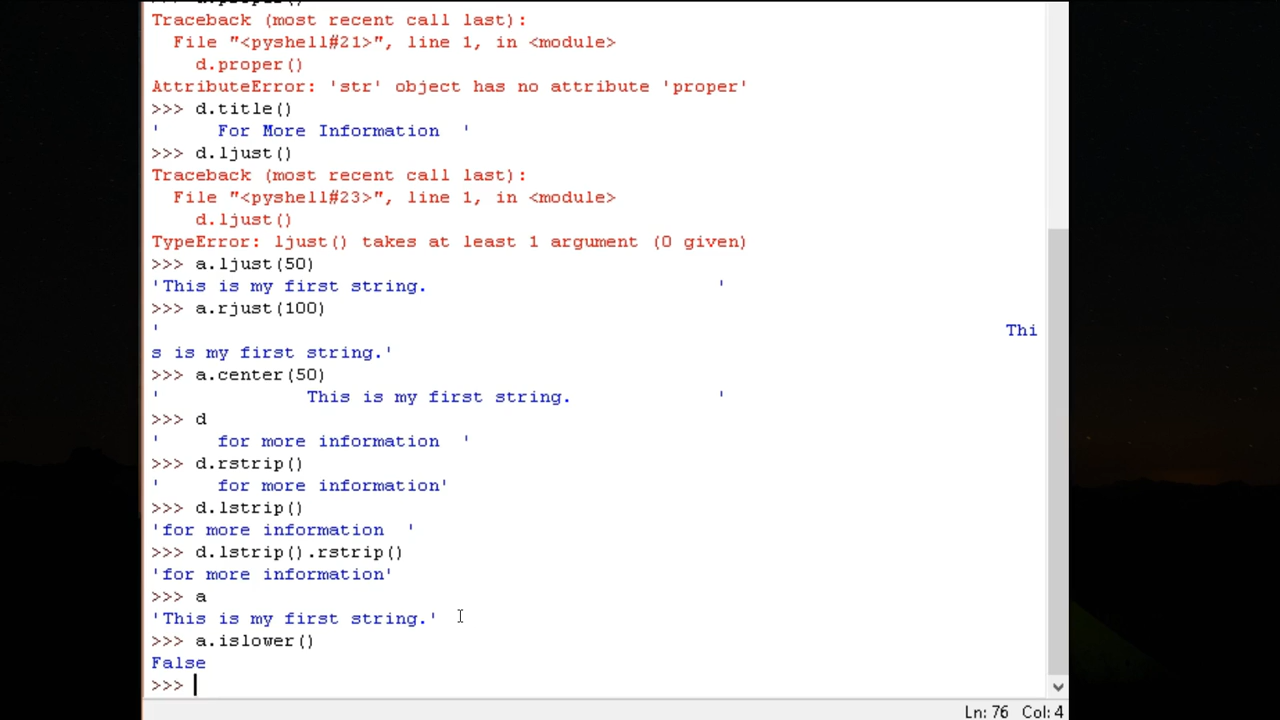 Traceback (most recent call last):
  File "<pyshell#21>", line 1, in <module>
    d.proper()
AttributeError: 'str' object has no attribute 'proper'
>>> d.title()
'     For More Information  '
>>> d.ljust()
Traceback (most recent call last):
  File "<pyshell#23>", line 1, in <module>
    d.ljust()
TypeError: ljust() takes at least 1 argument (0 given)
>>> a.ljust(50)
'This is my first string.                          '
>>> a.rjust(100)
'                                                                            Thi
s is my first string.'
>>> a.center(50)
'             This is my first string.             '
>>> d
'     for more information  '
>>> d.rstrip()
'     for more information'
>>> d.lstrip()
'for more information  '
>>> d.lstrip().rstrip()
'for more information'
>>> a
'This is my first string.'
>>> a.islower()
False
>>>
Ln: 76 Col: 4